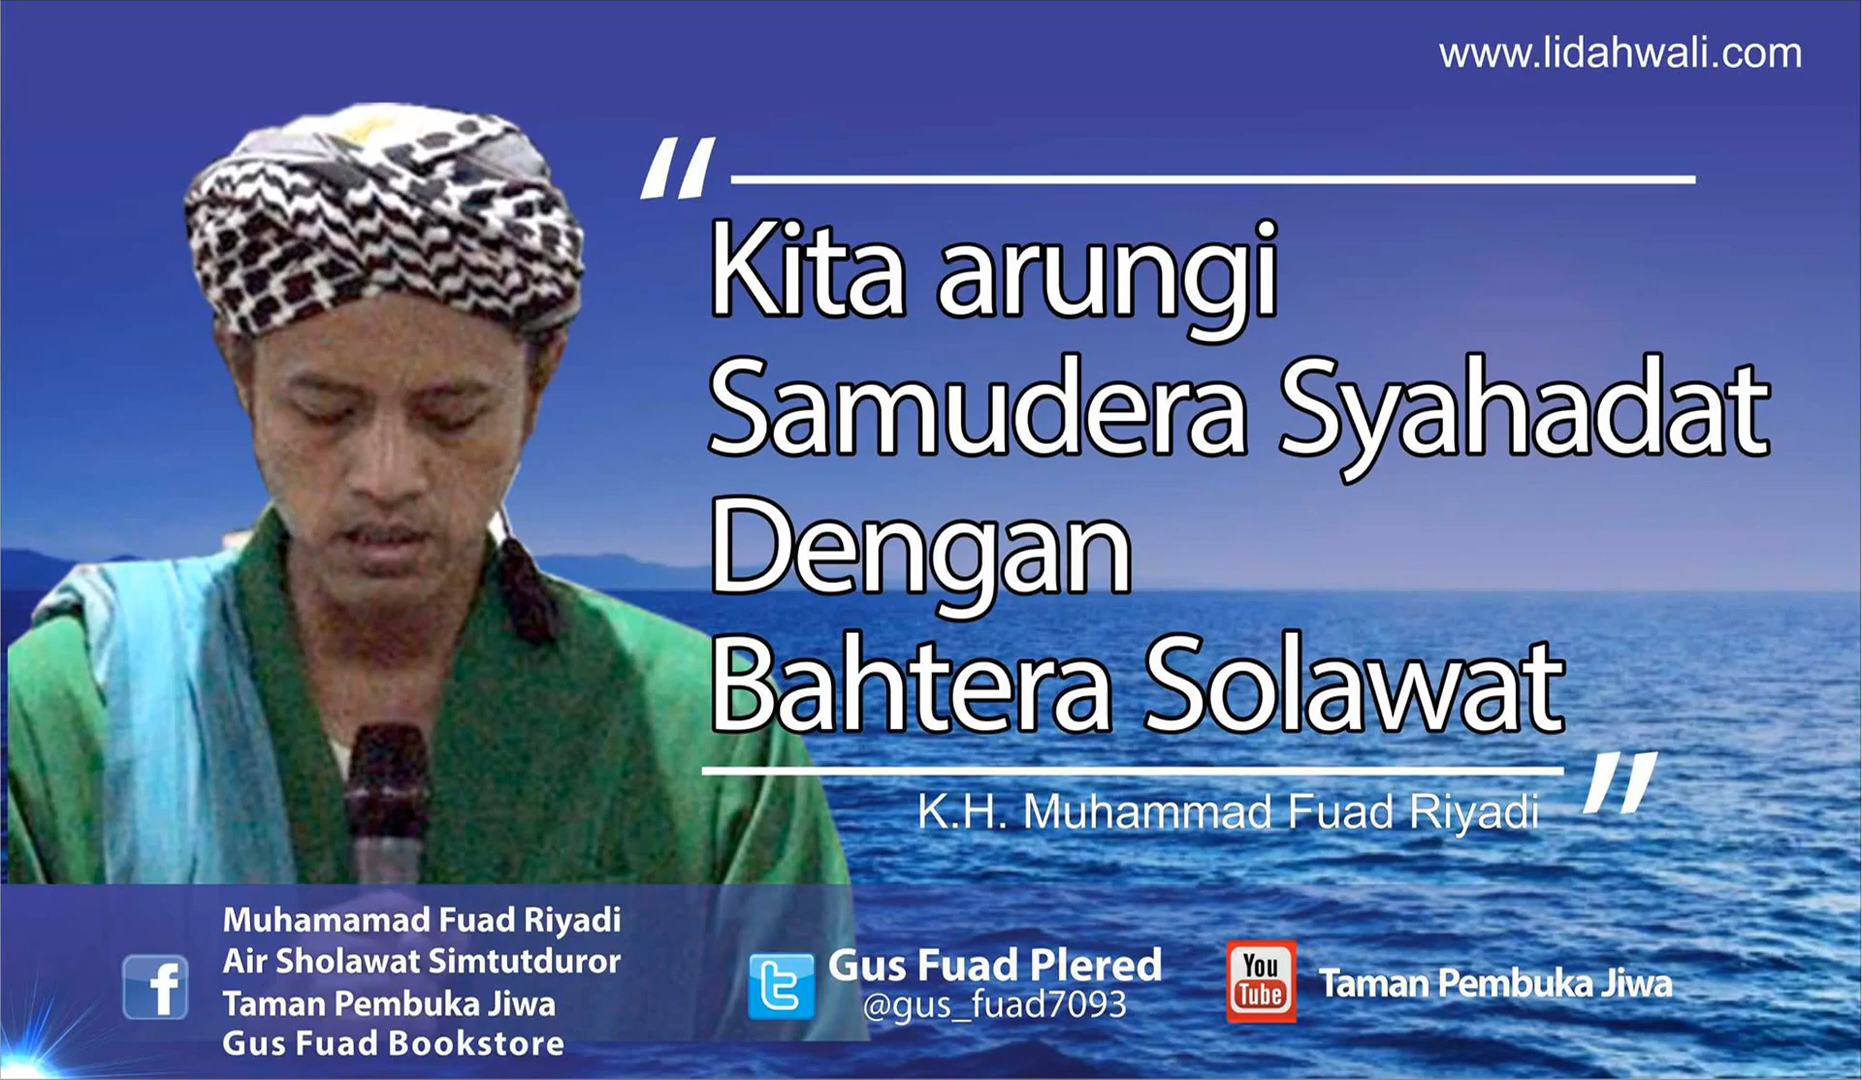 www.lidahwali.com
“
Kita arungi
Samudera Syahadat
Dengan
Bahtera Solawat
”
K.H. Muhammad Fuad Riyadi
f
Muhamamad Fuad Riyadi
Air Sholawat Simtutduror
Taman Pembuka Jiwa
Gus Fuad Bookstore
t
Gus Fuad Plered
@gus_fuad7093
You
Tube
Taman Pembuka Jiwa